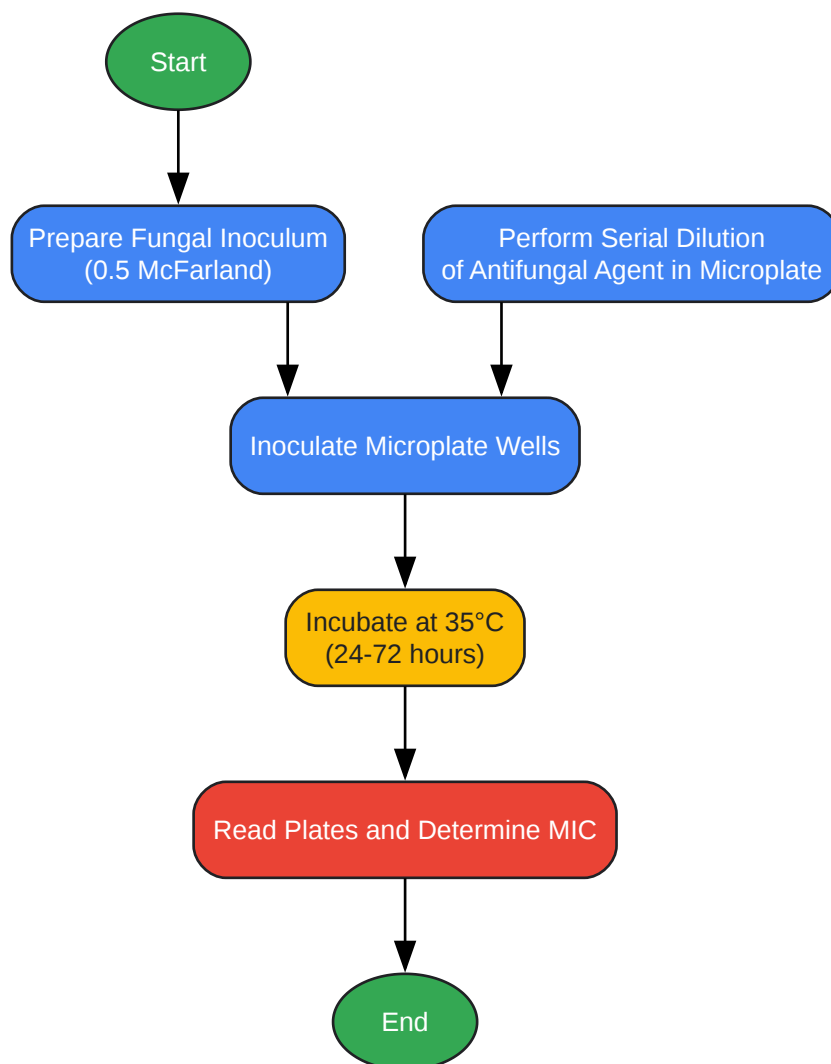 Start
Prepare Fungal Inoculum
(0.5 McFarland)
Perform Serial Dilution
of Antifungal Agent in Microplate
Inoculate Microplate Wells
Incubate at 35°C
(24-72 hours)
Read Plates and Determine MIC
End